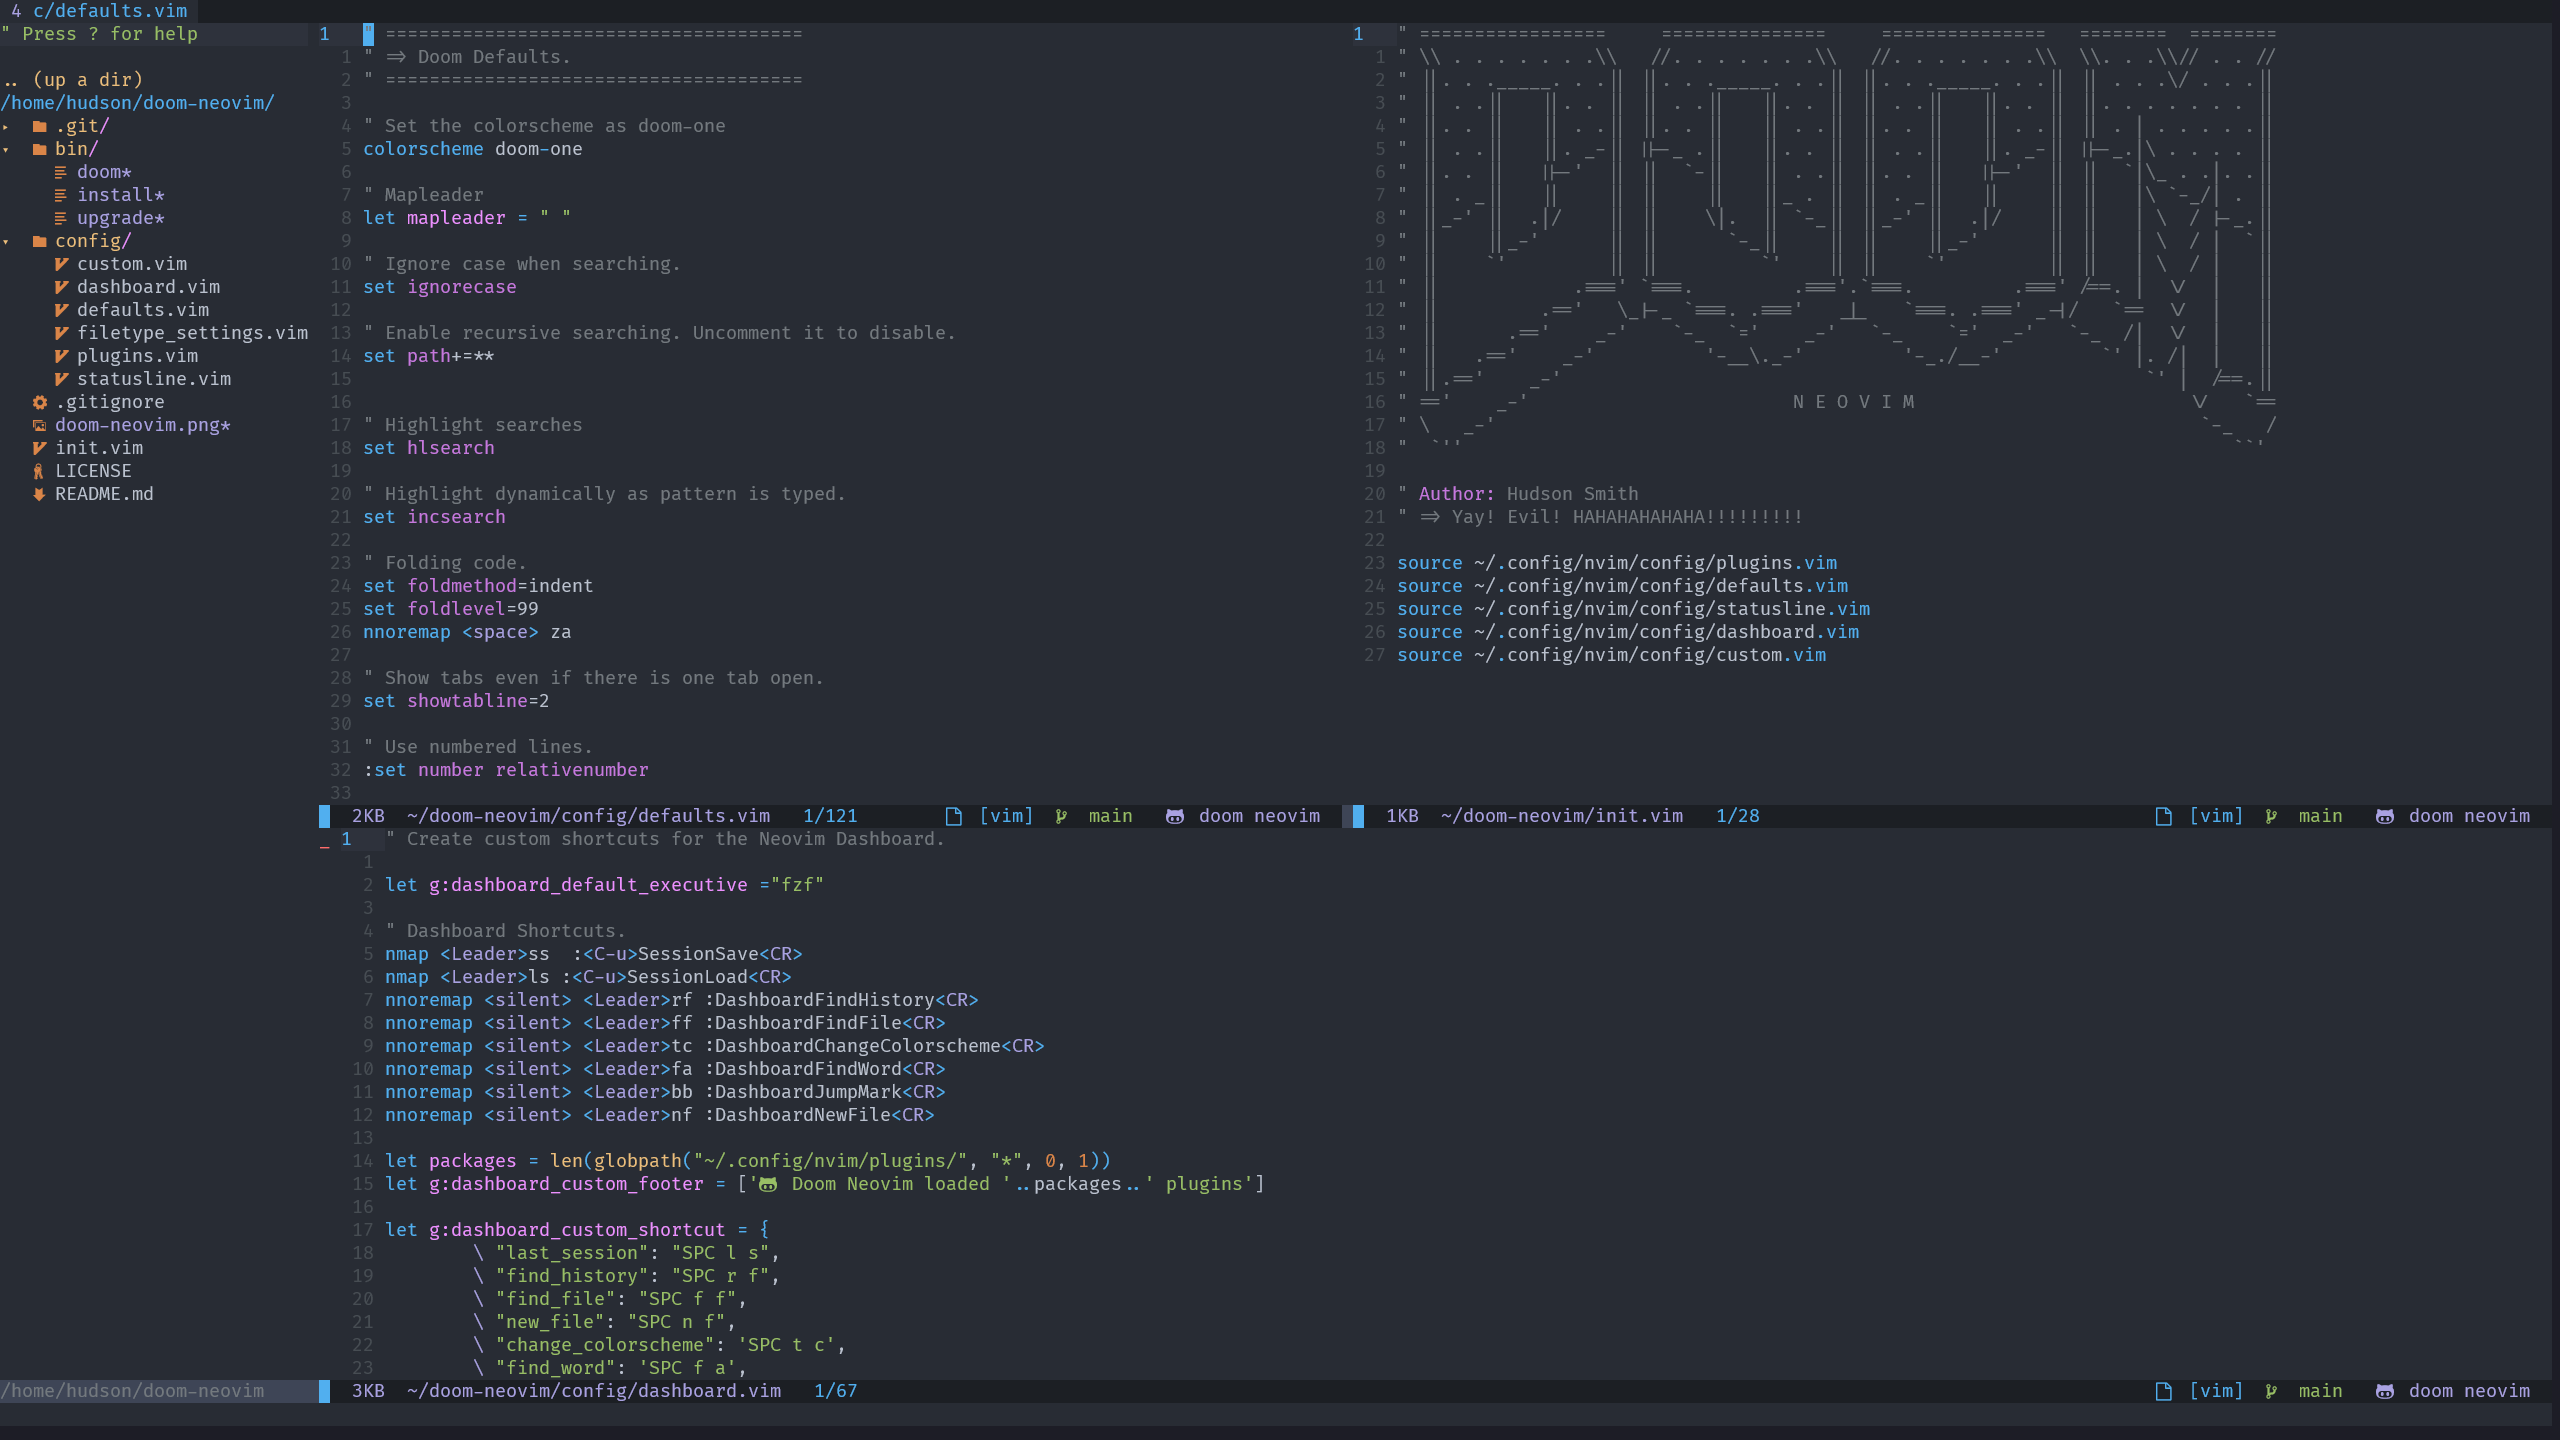 4 c/defaults.vim
" Press ? for help
.. (up a dir)
/home/hudson/doom-neovim/
▸ .git/
▾ bin/
doom*
install*
upgrade*
▾ config/
custom.vim
dashboard.vim
defaults.vim
filetype_settings.vim
plugins.vim
statusline.vim
.gitignore
doom-neovim.png*
init.vim
LICENSE
README.md
/home/hudson/doom-neovim
1 " ======================================
1 " => Doom Defaults.
2 " ======================================
3
4 " Set the colorscheme as doom-one
5 colorscheme doom-one
6
7 " Mapleader
8 let mapleader = " "
9
10 " Ignore case when searching.
11 set ignorecase
12
13 " Enable recursive searching. Uncomment it to disable.
14 set path+=**
15
16
17 " Highlight searches
18 set hlsearch
19
20 " Highlight dynamically as pattern is typed.
21 set incsearch
22
23 " Folding code.
24 set foldmethod=indent
25 set foldlevel=99
26 nnoremap <space> za
27
28 " Show tabs even if there is one tab open.
29 set showtabline=2
30
31 " Use numbered lines.
32 :set number relativenumber
33
2KB ~/doom-neovim/config/defaults.vim 1/121 [vim] main doom neovim
1
1
2
3
4
5
6
7
8
9
10
11
12
13
14
15
16 N E O V I M
17
18
19
20 " Author: Hudson Smith
21 " => Yay! Evil! HAHAHAHAHAHA!!!!!!!!!
22
23 source ~/.config/nvim/config/plugins.vim
24 source ~/.config/nvim/config/defaults.vim
25 source ~/.config/nvim/config/statusline.vim
26 source ~/.config/nvim/config/dashboard.vim
27 source ~/.config/nvim/config/custom.vim
1KB ~/doom-neovim/init.vim 1/28 [vim] main doom neovim
_ 1 " Create custom shortcuts for the Neovim Dashboard.
1
2 let g:dashboard_default_executive ="fzf"
3
4 " Dashboard Shortcuts.
5 nmap <Leader>ss  :<C-u>SessionSave<CR>
6 nmap <Leader>ls :<C-u>SessionLoad<CR>
7 nnoremap <silent> <Leader>rf :DashboardFindHistory<CR>
8 nnoremap <silent> <Leader>ff :DashboardFindFile<CR>
9 nnoremap <silent> <Leader>tc :DashboardChangeColorscheme<CR>
10 nnoremap <silent> <Leader>fa :DashboardFindWord<CR>
11 nnoremap <silent> <Leader>bb :DashboardJumpMark<CR>
12 nnoremap <silent> <Leader>nf :DashboardNewFile<CR>
13
14 let packages = len(globpath("~/.config/nvim/plugins/", "*", 0, 1))
15 let g:dashboard_custom_footer = [' Doom Neovim loaded '..packages..' plugins']
16
17 let g:dashboard_custom_shortcut = {
18 \ "last_session": "SPC l s",
19 \ "find_history": "SPC r f",
20 \ "find_file": "SPC f f",
21 \ "new_file": "SPC n f",
22 \ "change_colorscheme": 'SPC t c',
23 \ "find_word": 'SPC f a',
3KB ~/doom-neovim/config/dashboard.vim 1/67 [vim] main doom neovim